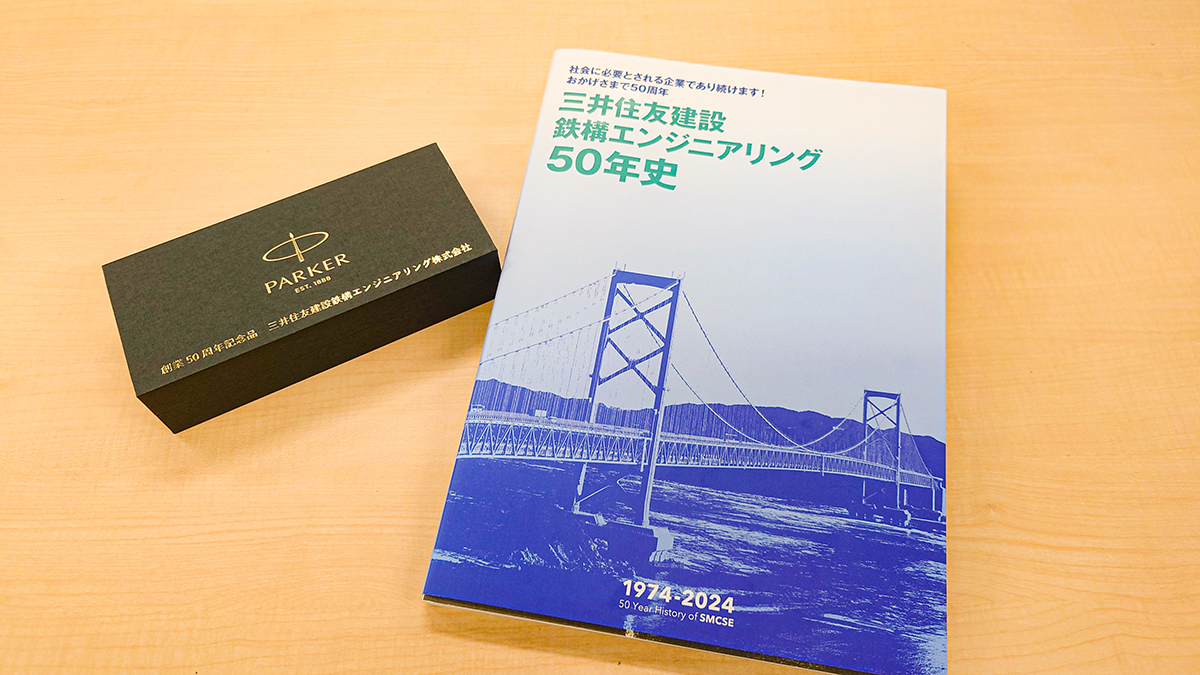 社会に必要とされる企業であり続けます！
おかげさまで50周年
三井住友建設
鉄構エンジニアリング
50年史
1974-2024
50 Year History of SMCSE
PARKER
EST. 1888
創業50周年記念品 三井住友建設鉄構エンジニアリング株式会社